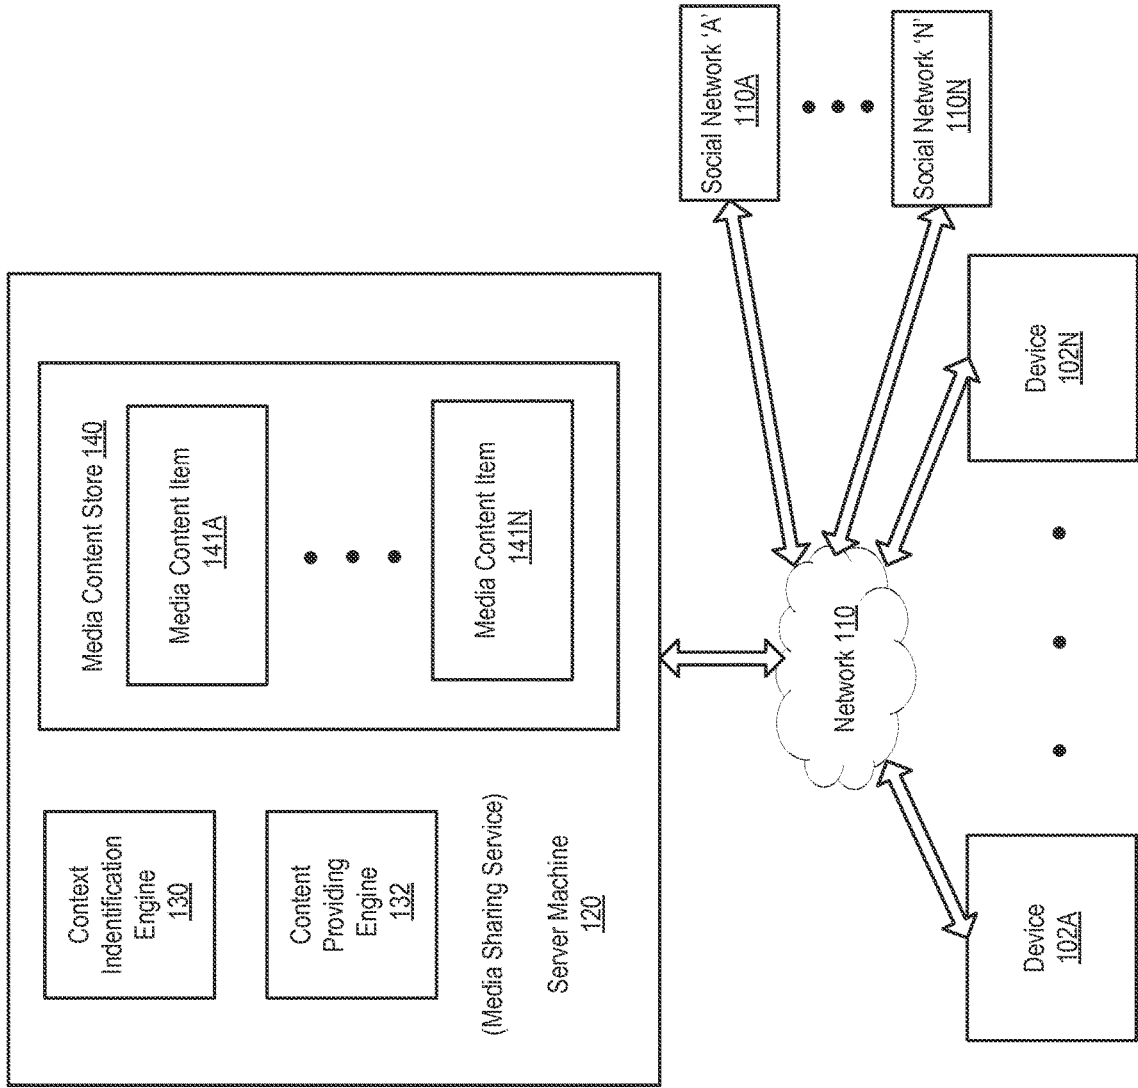 Context
Indentification
Engine
130
Content
Providing
Engine
132
(Media Sharing Service)
Server Machine
120
Media Content Store 140
Media Content Item
141A
Media Content Item
141N
Network 110
Social Network ‘A’
110A
Social Network ‘N’
110N
Device
102A
Device
102N